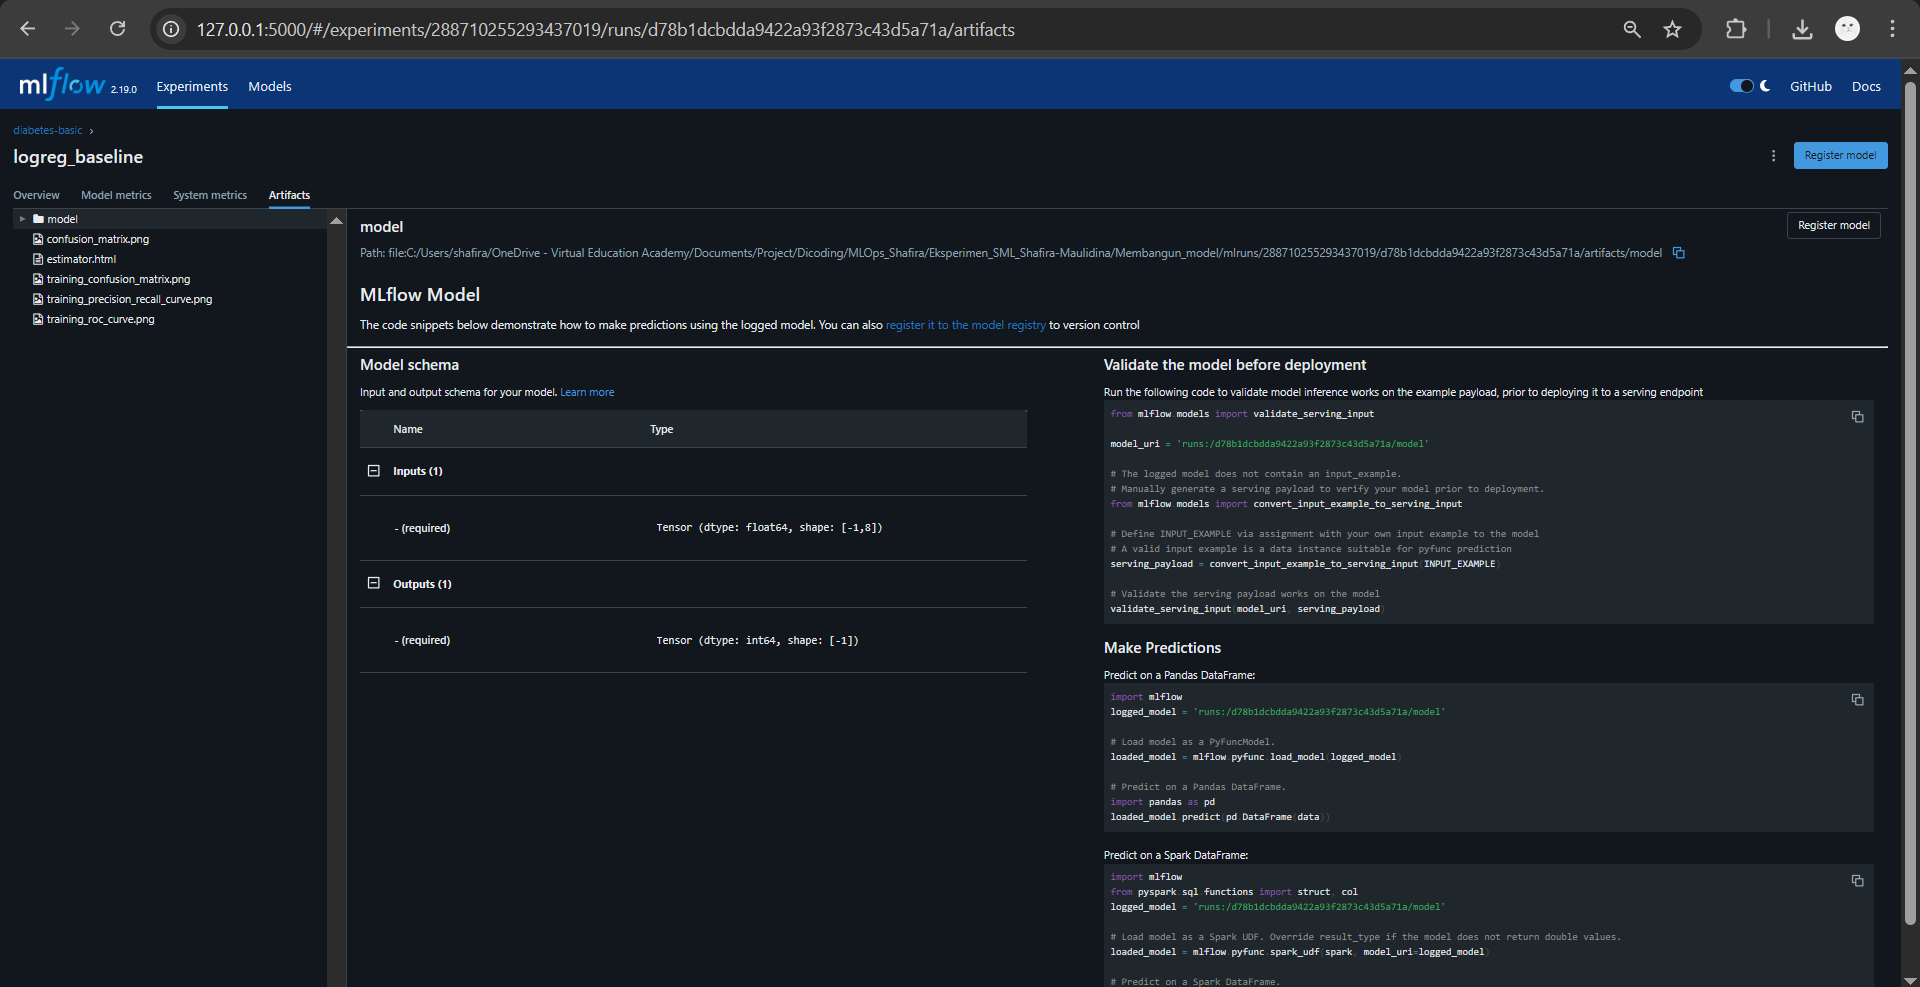 127.0.0.1:5000/#/experiments/288710255293437019/runs/d78b1dcbdda9422a93f2873c43d5a71a/artifacts
mlflow 2.19.0 Experiments Models GitHub Docs
diabetes-basic ›
logreg_baseline
Register model
Overview Model metrics System metrics Artifacts
model
confusion_matrix.png
estimator.html
training_confusion_matrix.png
training_precision_recall_curve.png
training_roc_curve.png
model
Register model
Path: file:C:/Users/shafira/OneDrive - Virtual Education Academy/Documents/Project/Dicoding/MLOps_Shafira/Eksperimen_SML_Shafira-Maulidina/Membangun_model/mlruns/288710255293437019/d78b1dcbdda9422a93f2873c43d5a71a/artifacts/model
MLflow Model
The code snippets below demonstrate how to make predictions using the logged model. You can also register it to the model registry to version control
Model schema
Input and output schema for your model. Learn more
Name Type
Inputs (1)
- (required) Tensor (dtype: float64, shape: [-1,8])
Outputs (1)
- (required) Tensor (dtype: int64, shape: [-1])
Validate the model before deployment
Run the following code to validate model inference works on the example payload, prior to deploying it to a serving endpoint
from mlflow.models import validate_serving_input
model_uri = 'runs:/d78b1dcbdda9422a93f2873c43d5a71a/model'
# The logged model does not contain an input_example.
# Manually generate a serving payload to verify your model prior to deployment.
from mlflow.models import convert_input_example_to_serving_input
# Define INPUT_EXAMPLE via assignment with your own input example to the model
# A valid input example is a data instance suitable for pyfunc prediction
serving_payload = convert_input_example_to_serving_input(INPUT_EXAMPLE)
# Validate the serving payload works on the model
validate_serving_input(model_uri, serving_payload)
Make Predictions
Predict on a Pandas DataFrame:
import mlflow
logged_model = 'runs:/d78b1dcbdda9422a93f2873c43d5a71a/model'
# Load model as a PyFuncModel.
loaded_model = mlflow.pyfunc.load_model(logged_model)
# Predict on a Pandas DataFrame.
import pandas as pd
loaded_model.predict(pd.DataFrame(data))
Predict on a Spark DataFrame:
import mlflow
from pyspark.sql.functions import struct, col
logged_model = 'runs:/d78b1dcbdda9422a93f2873c43d5a71a/model'
# Load model as a Spark UDF. Override result_type if the model does not return double values.
loaded_model = mlflow.pyfunc.spark_udf(spark, model_uri=logged_model)
# Predict on a Spark DataFrame.